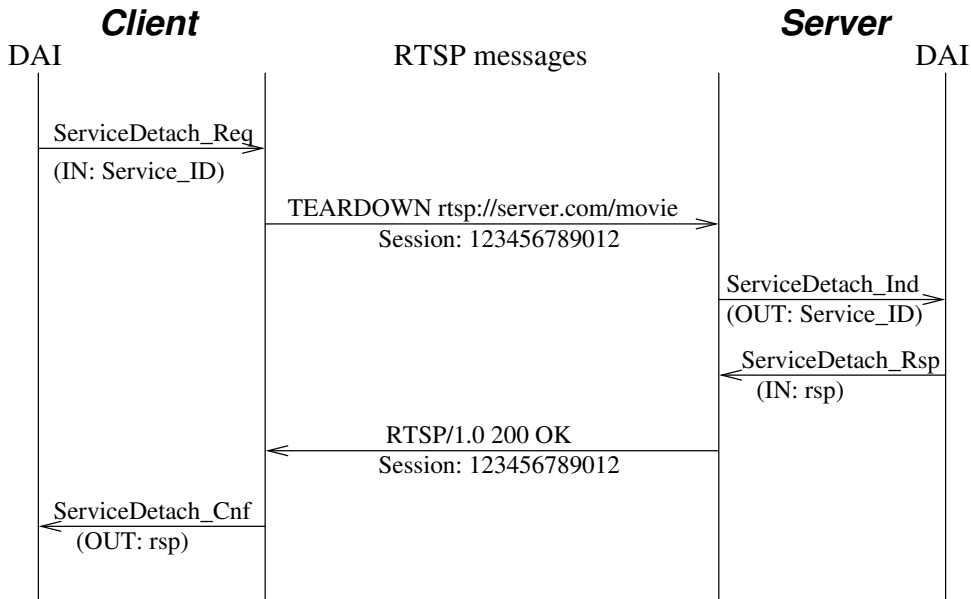 Client
Server
DAI
RTSP messages
DAI
ServiceDetach_Req
(IN: Service_ID)
TEARDOWN rtsp://server.com/movie
Session: 123456789012
ServiceDetach_Ind
(OUT: Service_ID)
ServiceDetach_Rsp
(IN: rsp)
RTSP/1.0 200 OK
Session: 123456789012
ServiceDetach_Cnf
(OUT: rsp)